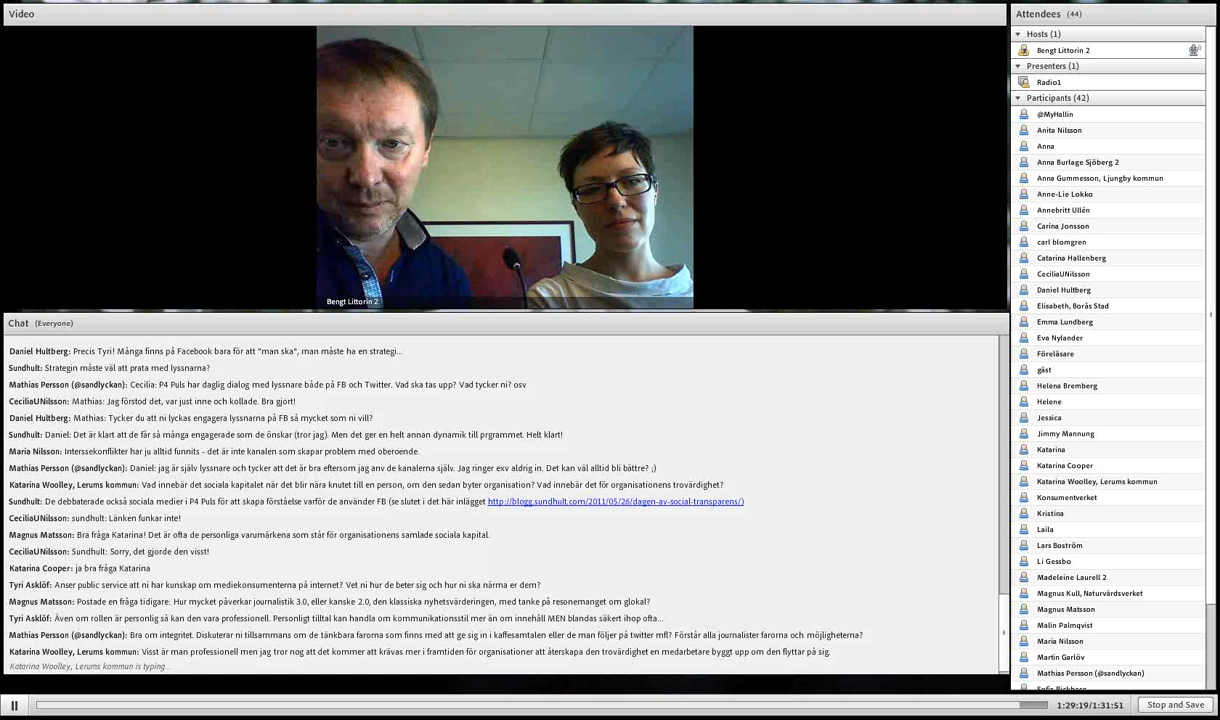 Video
Bengt Littorin 2
Chat (Everyone)
Daniel Hultberg: Precis Tyri! Många finns på Facebook bara för att "man ska", man måste ha en strategi...
Sundhult: Strategin måste väl att prata med lyssnarna?
Mathias Persson (@sandlyckan): Cecilia: P4 Puls har daglig dialog med lyssnare både på FB och Twitter. Vad ska tas upp? Vad tycker ni? osv
CeciliaUNilsson: Mathias: Jag förstod det, var just inne och kollade. Bra gjort!
Daniel Hultberg: Mathias: Tycker du att ni lyckas engagera lyssnarna på FB så mycket som ni vill?
Sundhult: Daniel: Det är klart att de får så många engagerade som de önskar (tror jag). Men det ger en helt annan dynamik till prgrammet. Helt klart!
Maria Nilsson: Intressekonflikter har ju alltid funnits - det är inte kanalen som skapar problem med oberoende.
Mathias Persson (@sandlyckan): Daniel: jag är själv lyssnare och tycker att det är bra eftersom jag anv de kanalerna själv. Jag ringer exv aldrig in. Det kan väl alltid bli bättre? ;)
Katarina Woolley, Lerums kommun: Vad innebär det sociala kapitalet när det blir nära knutet till en person, om den sedan byter organisation? Vad innebär det för organisationens trovärdighet?
Sundhult: De debbaterade också sociala medier i P4 Puls för att skapa förståelse varför de använder FB (se slutet i det här inlägget http://blogg.sundhult.com/2011/05/26/dagen-av-social-transparens/)
CeciliaUNilsson: sundhult: Länken funkar inte!
Magnus Matsson: Bra fråga Katarina! Det är ofta de personliga varumärkena som står för organisationens samlade sociala kapital.
CeciliaUNilsson: Sundhult: Sorry, det gjorde den visst!
Katarina Cooper: ja bra fråga Katarina
Tyri Asklöf: Anser public service att ni har kunskap om mediekonsumenterna på internet? Vet ni hur de beter sig och hur ni ska närma er dem?
Magnus Matsson: Postade en fråga tidigare: Hur mycket påverkar journalistik 3.0, eller kanske 2.0, den klassiska nyhetsvärderingen, med tanke på resonemanget om glokal?
Tyri Asklöf: Även om rollen är personlig så kan den vara professionell. Personligt tilltal kan handla om kommunikationsstil mer än om innehåll MEN blandas säkert ihop ofta...
Mathias Persson (@sandlyckan): Bra om integritet. Diskuterar ni tillsammans om de tänkbara farorna som finns med att ge sig in i kaffesamtalen eller de man följer på twitter mfl? Förstår alla journalister farorna och möjligheterna?
Katarina Woolley, Lerums kommun: Visst är man professionell men jag tror nog att det kommer att krävas mer i framtiden för organisationer att återskapa den trovärdighet en medarbetare byggt upp om den flyttar på sig.
Katarina Woolley, Lerums kommun is typing...
Attendees (44)
Hosts (1)
Bengt Littorin 2
Presenters (1)
Radio1
Participants (42)
@MyHallin
Anita Nilsson
Anna
Anna Burlage Sjöberg 2
Anna Gummesson, Ljungby kommun
Anne-Lie Lokko
Annebritt Ullén
Carina Jonsson
carl blomgren
Catarina Hallenberg
CeciliaUNilsson
Daniel Hultberg
Elisabeth, Borås Stad
Emma Lundberg
Eva Nylander
Föreläsare
gäst
Helena Bremberg
Helene
Jessica
Jimmy Mannung
Katarina
Katarina Cooper
Katarina Woolley, Lerums kommun
Konsumentverket
Kristina
Laila
Lars Boström
Li Gessbo
Madeleine Laurell 2
Magnus Kull, Naturvårdsverket
Magnus Matsson
Malin Palmqvist
Maria Nilsson
Martin Garlöv
Mathias Persson (@sandlyckan)
1:29:19/1:31:51
Stop and Save